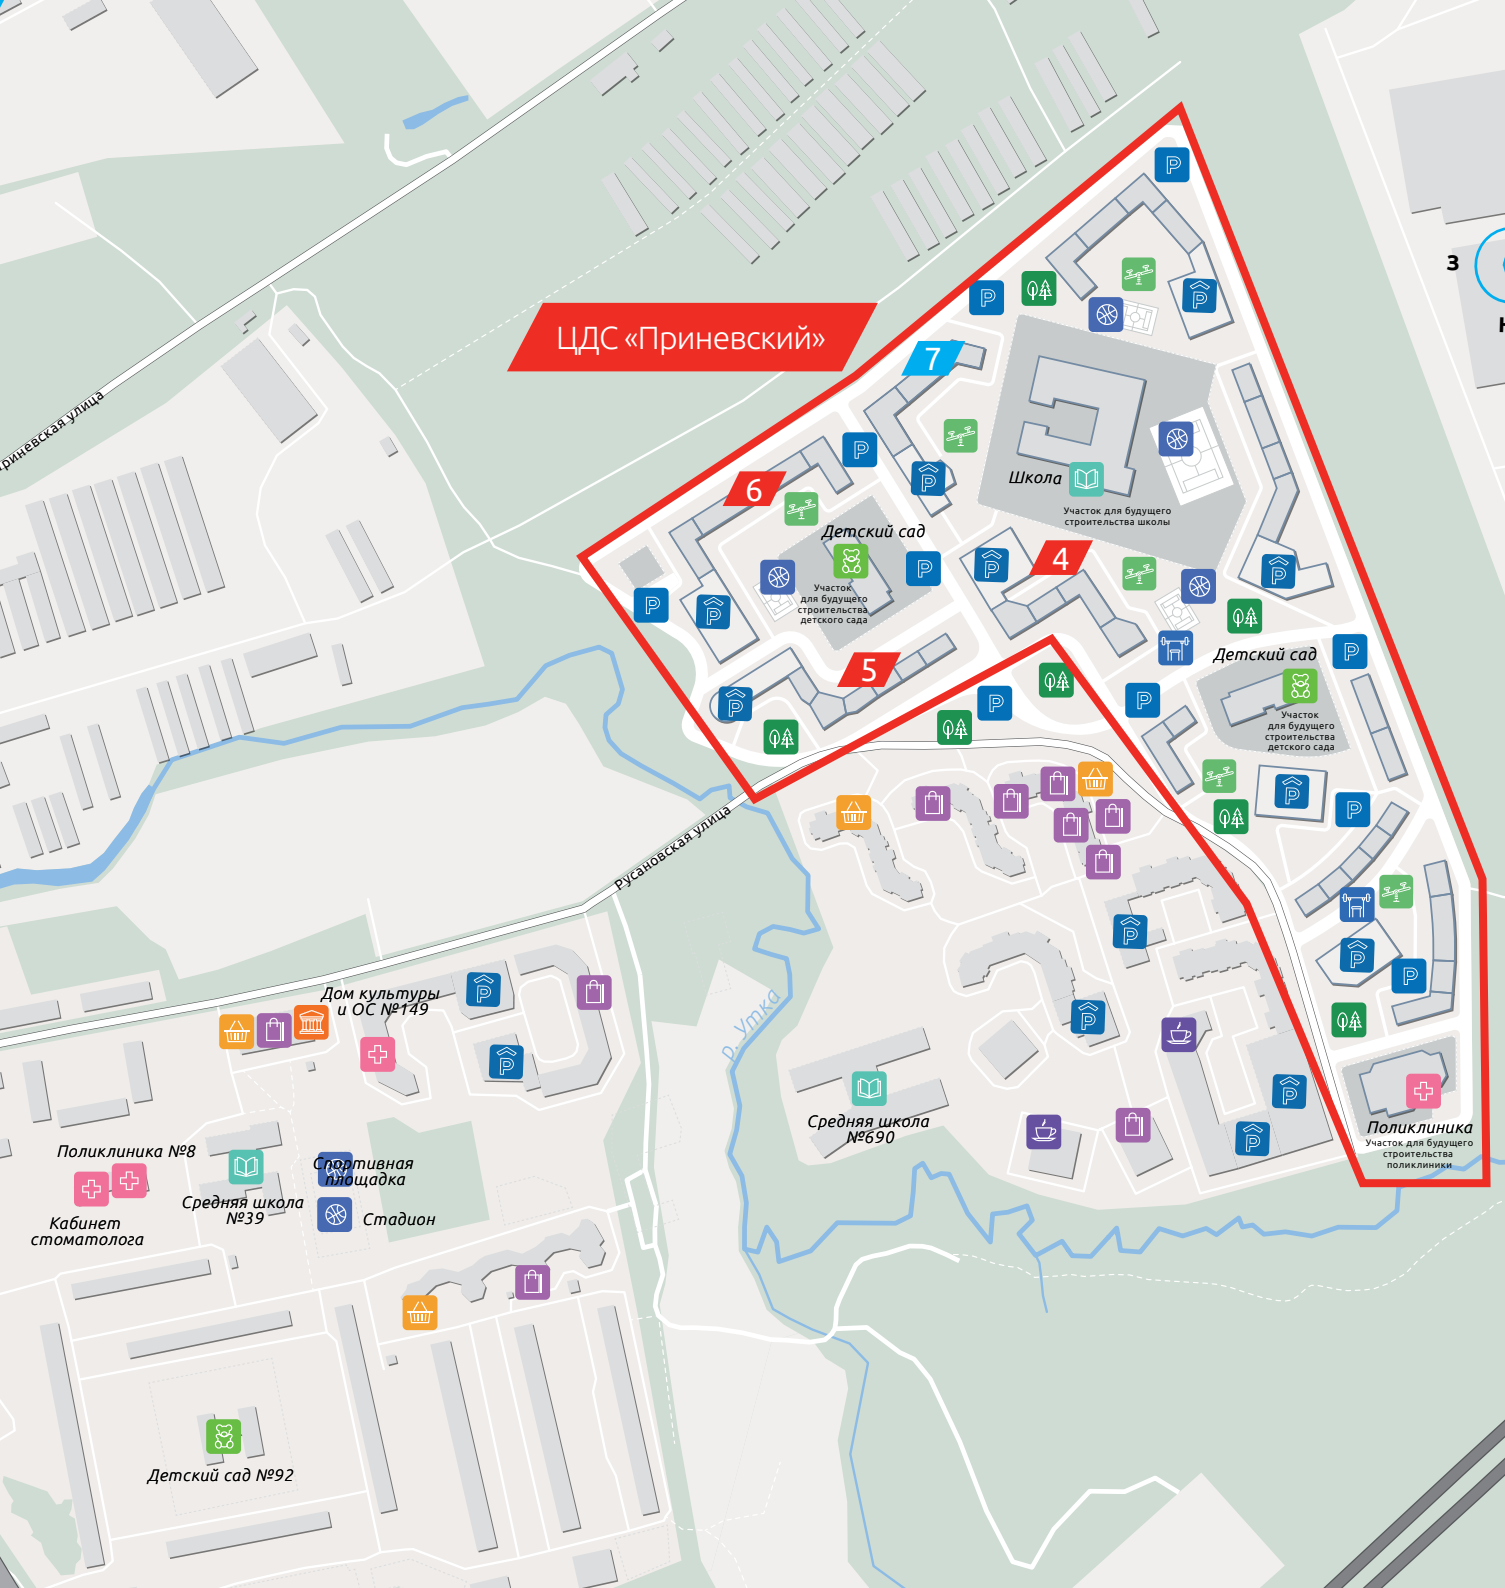 З
Н
ЦДС «Приневский»
7
Приневская улица
6
Школа
Участок для будущего
строительства школы
Детский сад
4
Участок
для будущего
строительства
детского сада
5
Детский сад
Участок
для будущего
строительства
детского сада
Русановская улица
Дом культуры
и ОС №149
р. Утка
Средняя школа
№690
Поликлиника
Участок для будущего
строительства
поликлиники
Поликлиника №8
Кабинет
стоматолога
Средняя школа
№39
Спортивная
площадка
Стадион
Детский сад №92